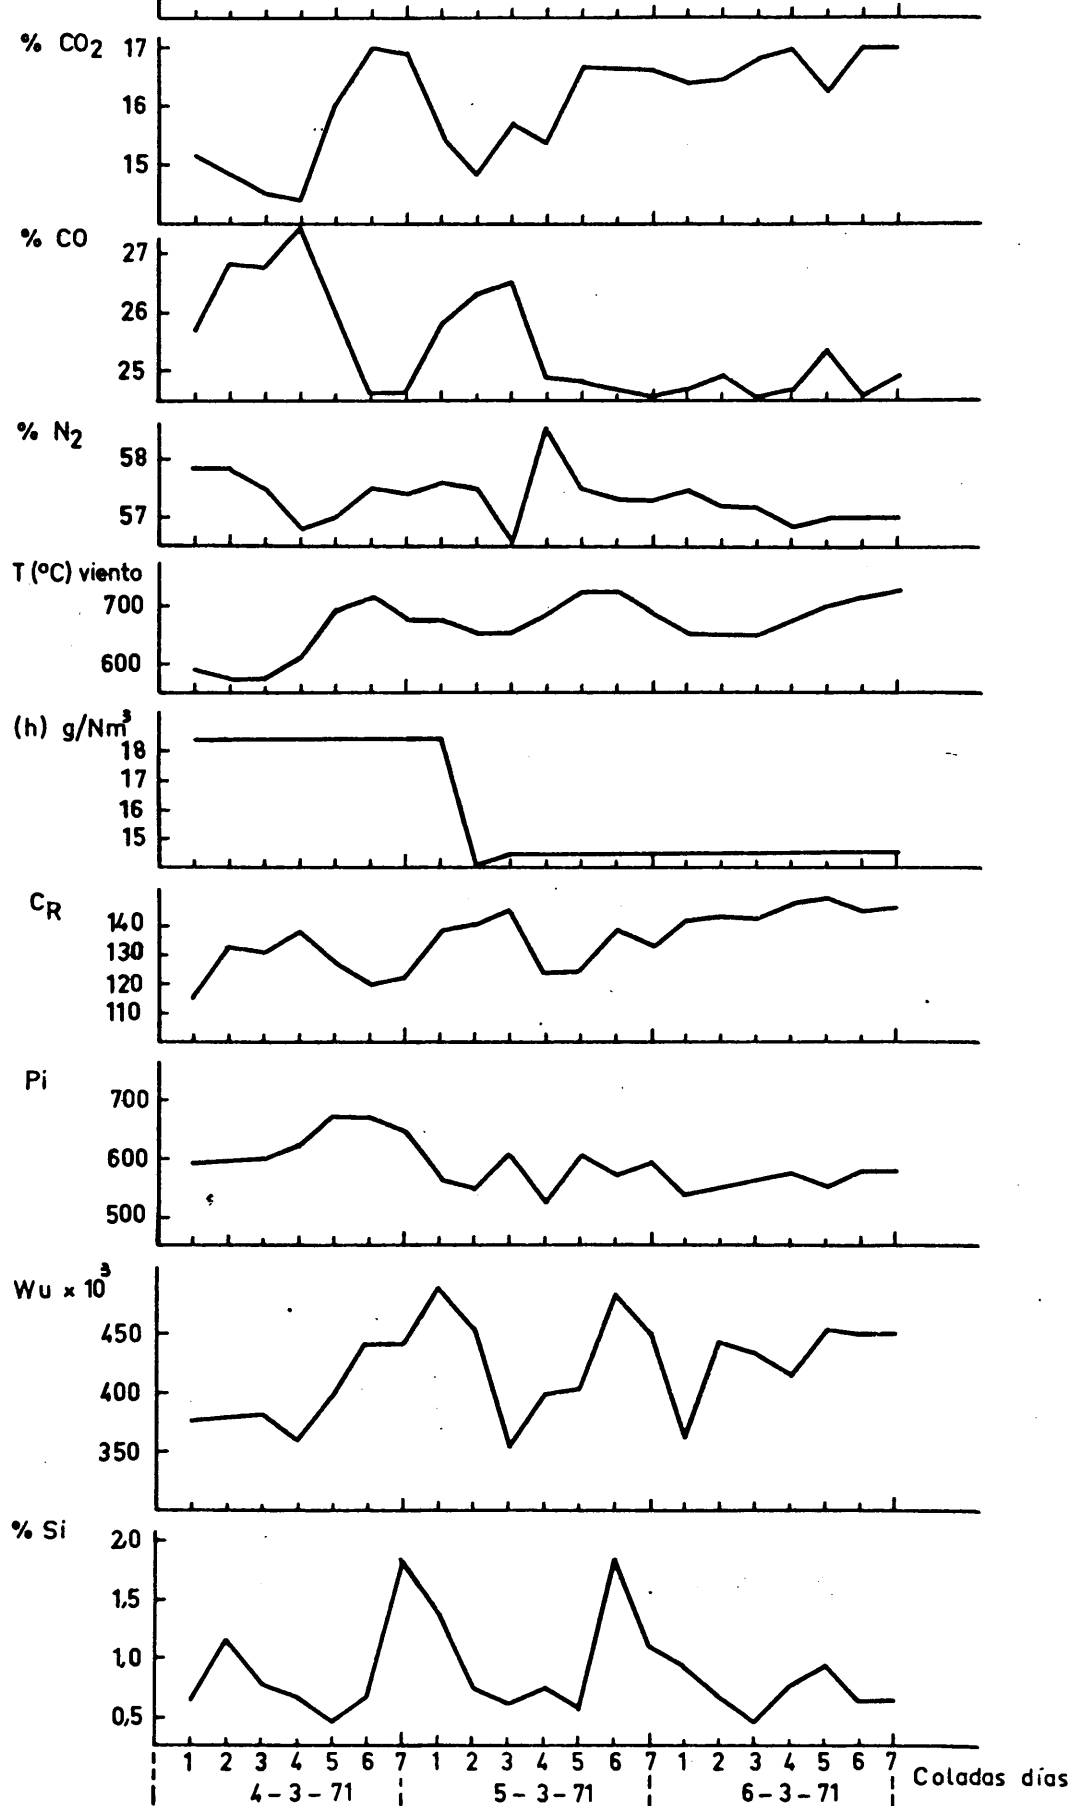 % CO2 17
16
15
% CO 27
26
25
% N2
58
57
T (°C) viento
700
600
(h) g/Nm3
18
17
16
15
CR
140
130
120
110
Pi
700
600
500
Wu x 103
450
400
350
% Si
2,0
1,5
1,0
0,5
1 2 3 4 5 6 7 1 2 3 4 5 6 7 1 2 3 4 5 6 7 Coladas días
4-3-71 5-3-71 6-3-71